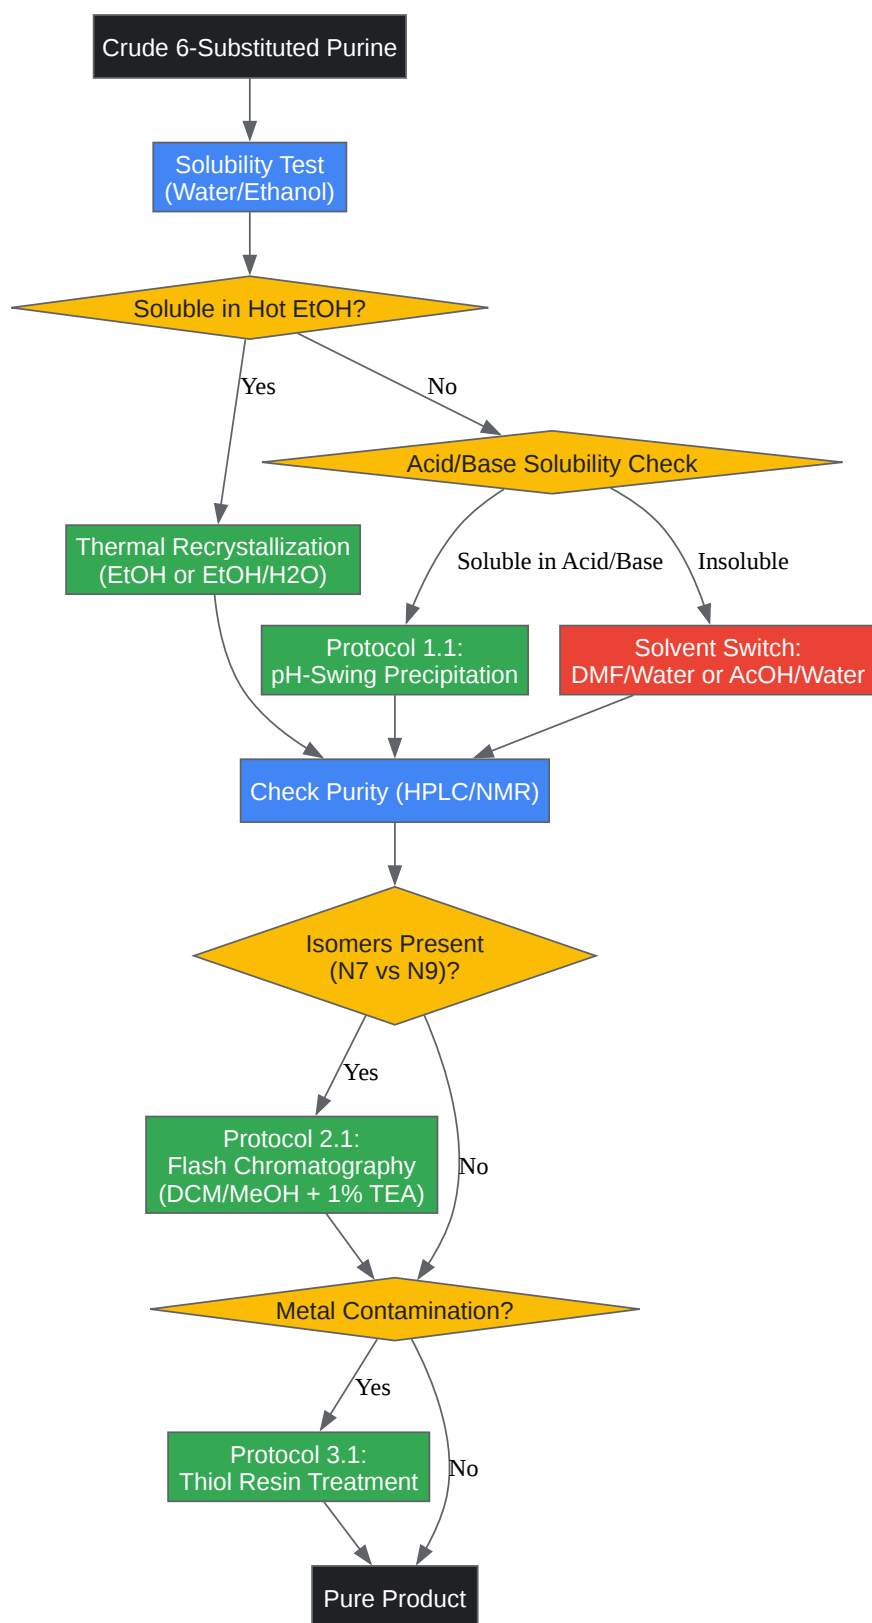 Crude 6-Substituted Purine
Solubility Test
(Water/Ethanol)
Soluble in Hot EtOH?
Yes
No
Acid/Base Solubility Check
Thermal Recrystallization
(EtOH or EtOH/H2O)
Soluble in Acid/Base
Insoluble
Protocol 1.1:
pH-Swing Precipitation
Solvent Switch:
DMF/Water or AcOH/Water
Check Purity (HPLC/NMR)
Isomers Present
(N7 vs N9)?
Yes
No
Protocol 2.1:
Flash Chromatography
(DCM/MeOH + 1% TEA)
Metal Contamination?
Yes
No
Protocol 3.1:
Thiol Resin Treatment
Pure Product